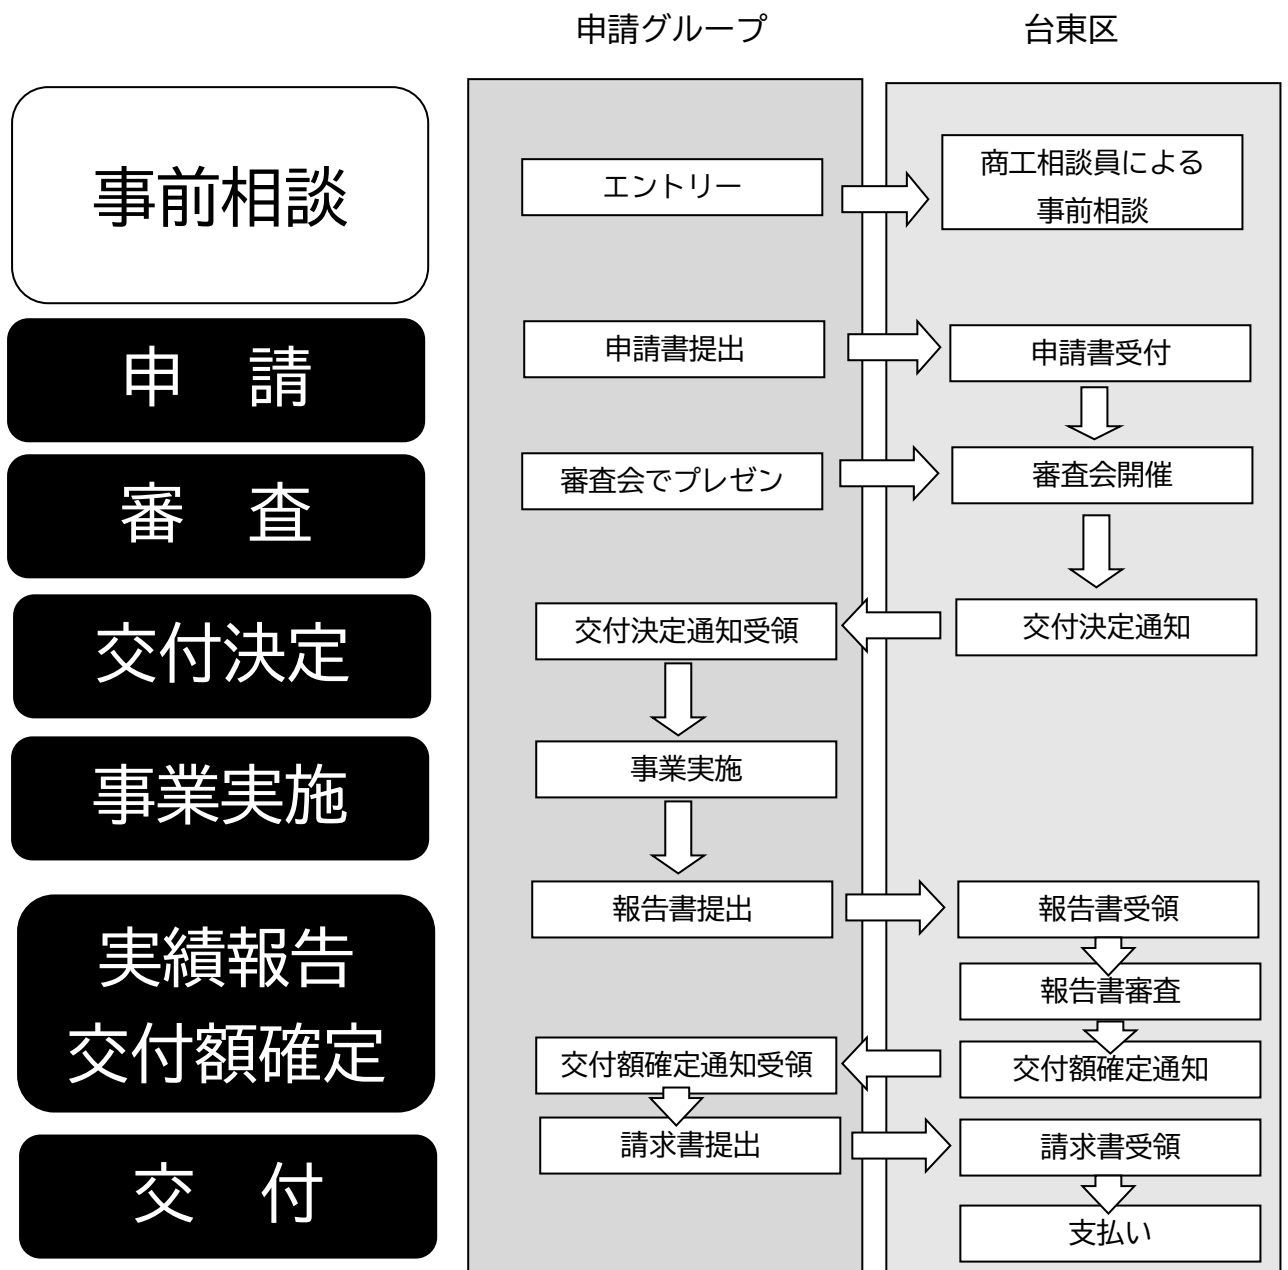 申請グループ
台東区
事前相談
エントリー
商工相談員による
事前相談
申　請
申請書提出
申請書受付
審　査
審査会でプレゼン
審査会開催
交付決定
交付決定通知受領
交付決定通知
事業実施
事業実施
実績報告
交付額確定
報告書提出
報告書受領
報告書審査
交付額確定通知受領
交付額確定通知
交　付
請求書提出
請求書受領
支払い